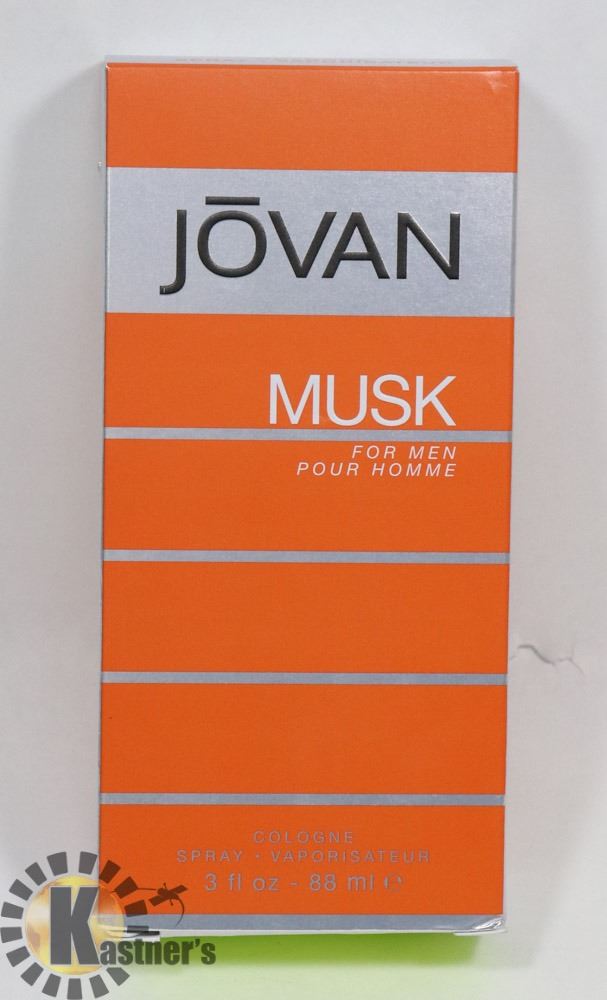 JŌVAN
MUSK
FOR MEN
POUR HOMME
COLOGNE
SPRAY • VAPORISATEUR
3 fl oz - 88 ml ℮
Kastner's